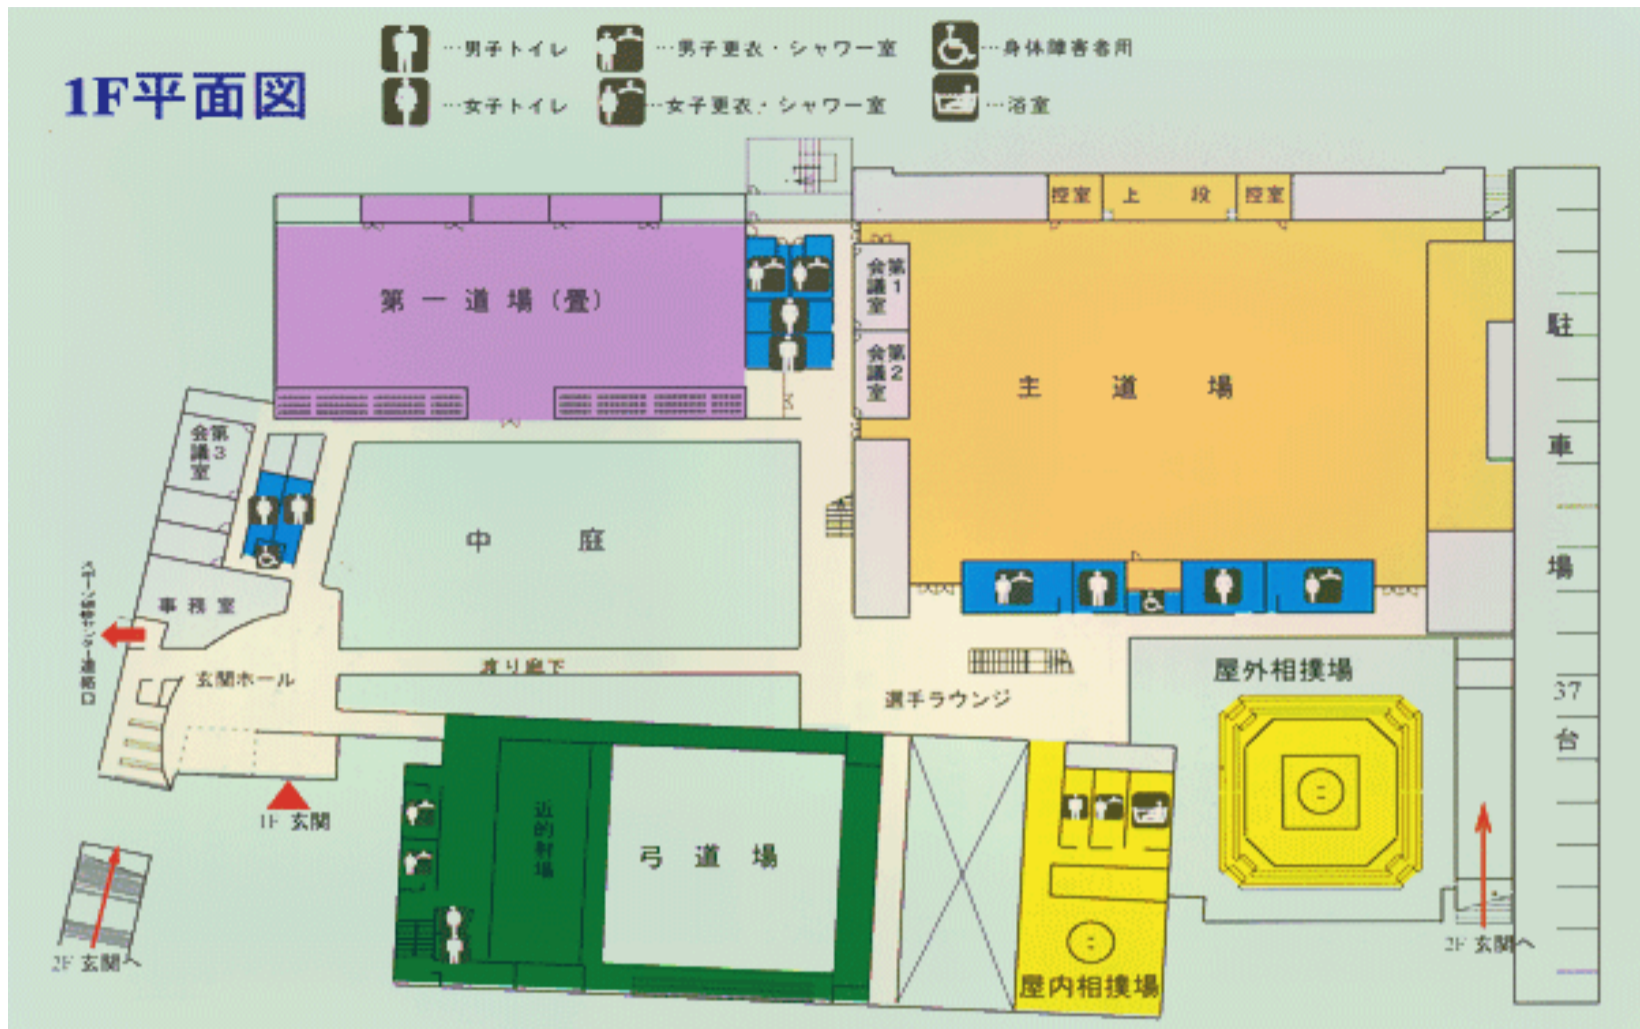 1F平面図
…男子トイレ
…男子更衣・シャワー室
…身体障害者用
…女子トイレ
…女子更衣・シャワー室
…浴室
控室
上段
控室
第一道場(畳)
第1会議室
第2会議室
主道場
駐車場
37台
第3会議室
中庭
事務室
渡り廊下
玄関ホール
選手ラウンジ
屋外相撲場
1F 玄関
近的射場
弓道場
屋内相撲場
2F 玄関へ
2F 玄関へ